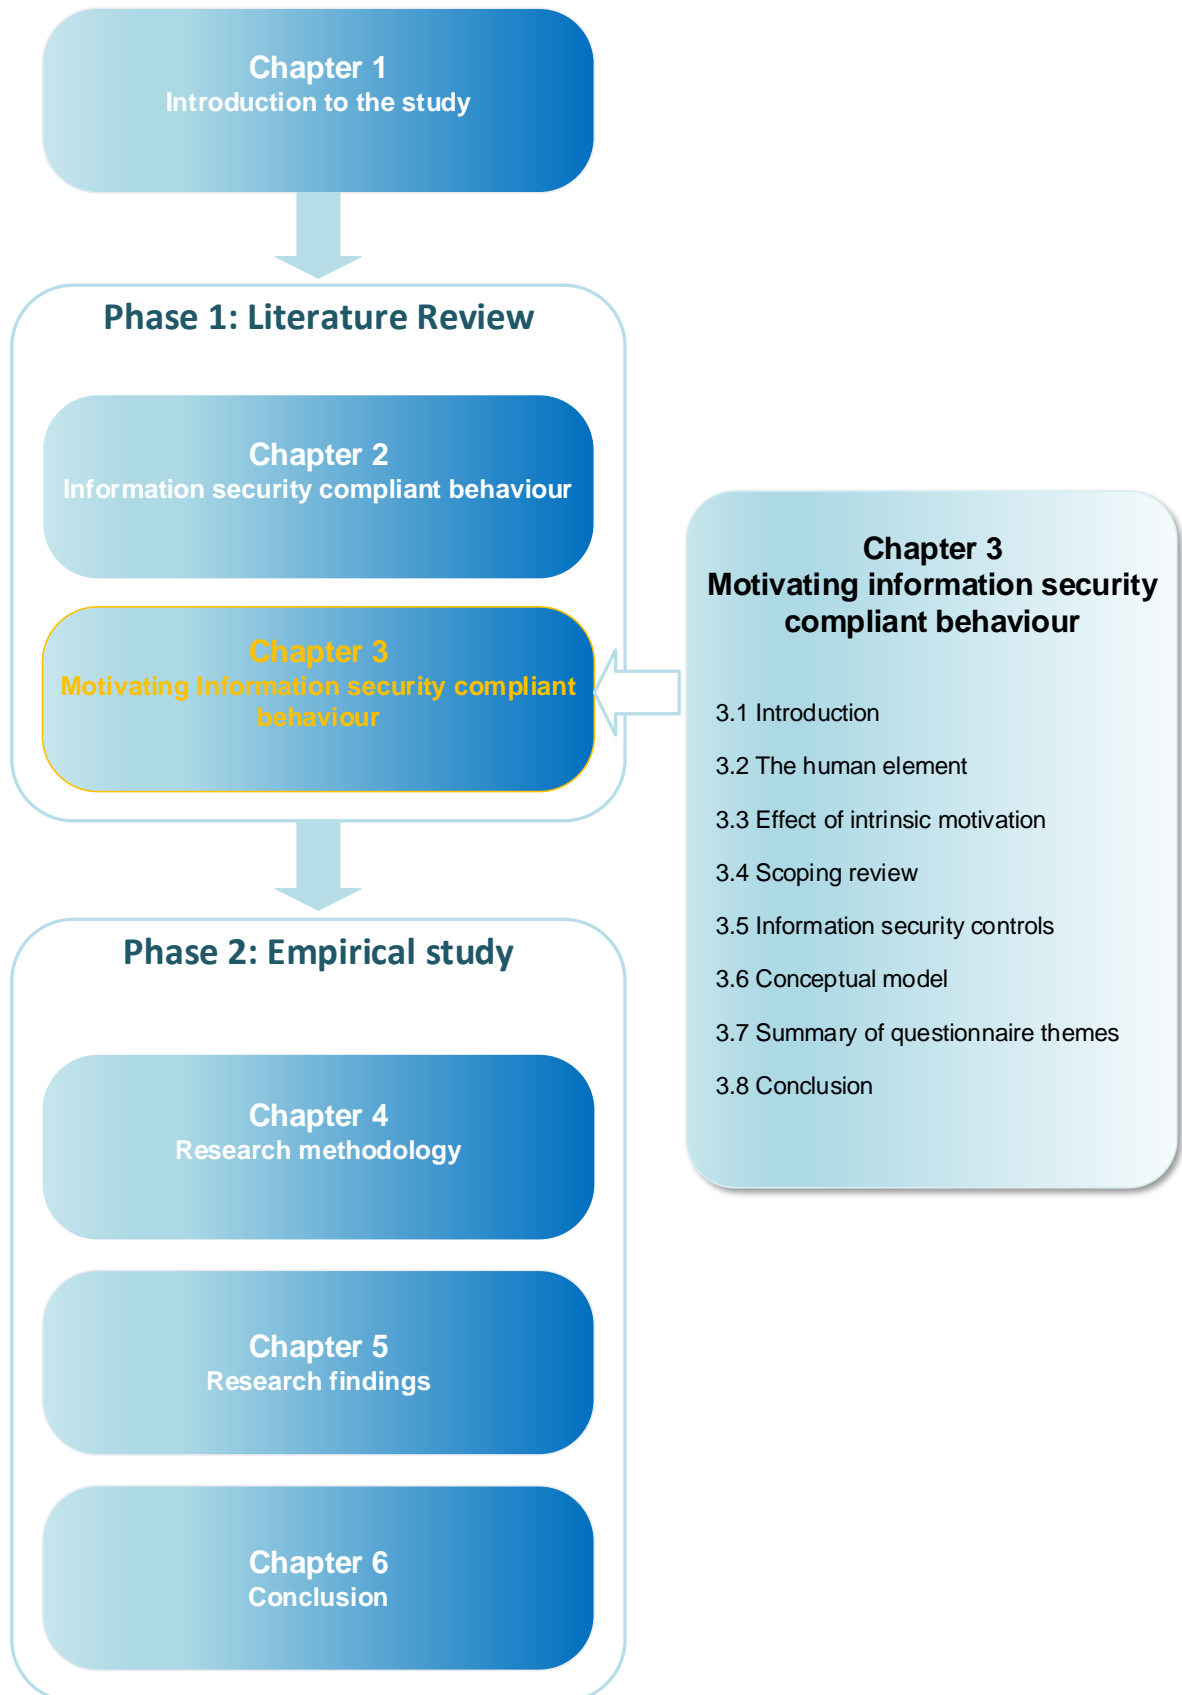 Chapter 1
Introduction to the study
Phase 1: Literature Review
Chapter 2
Information security compliant behaviour
Chapter 3
Motivating Information security compliant
behaviour
Chapter 3
Motivating information security
compliant behaviour
3.1 Introduction
3.2 The human element
3.3 Effect of intrinsic motivation
3.4 Scoping review
3.5 Information security controls
3.6 Conceptual model
3.7 Summary of questionnaire themes
3.8 Conclusion
Phase 2: Empirical study
Chapter 4
Research methodology
Chapter 5
Research findings
Chapter 6
Conclusion